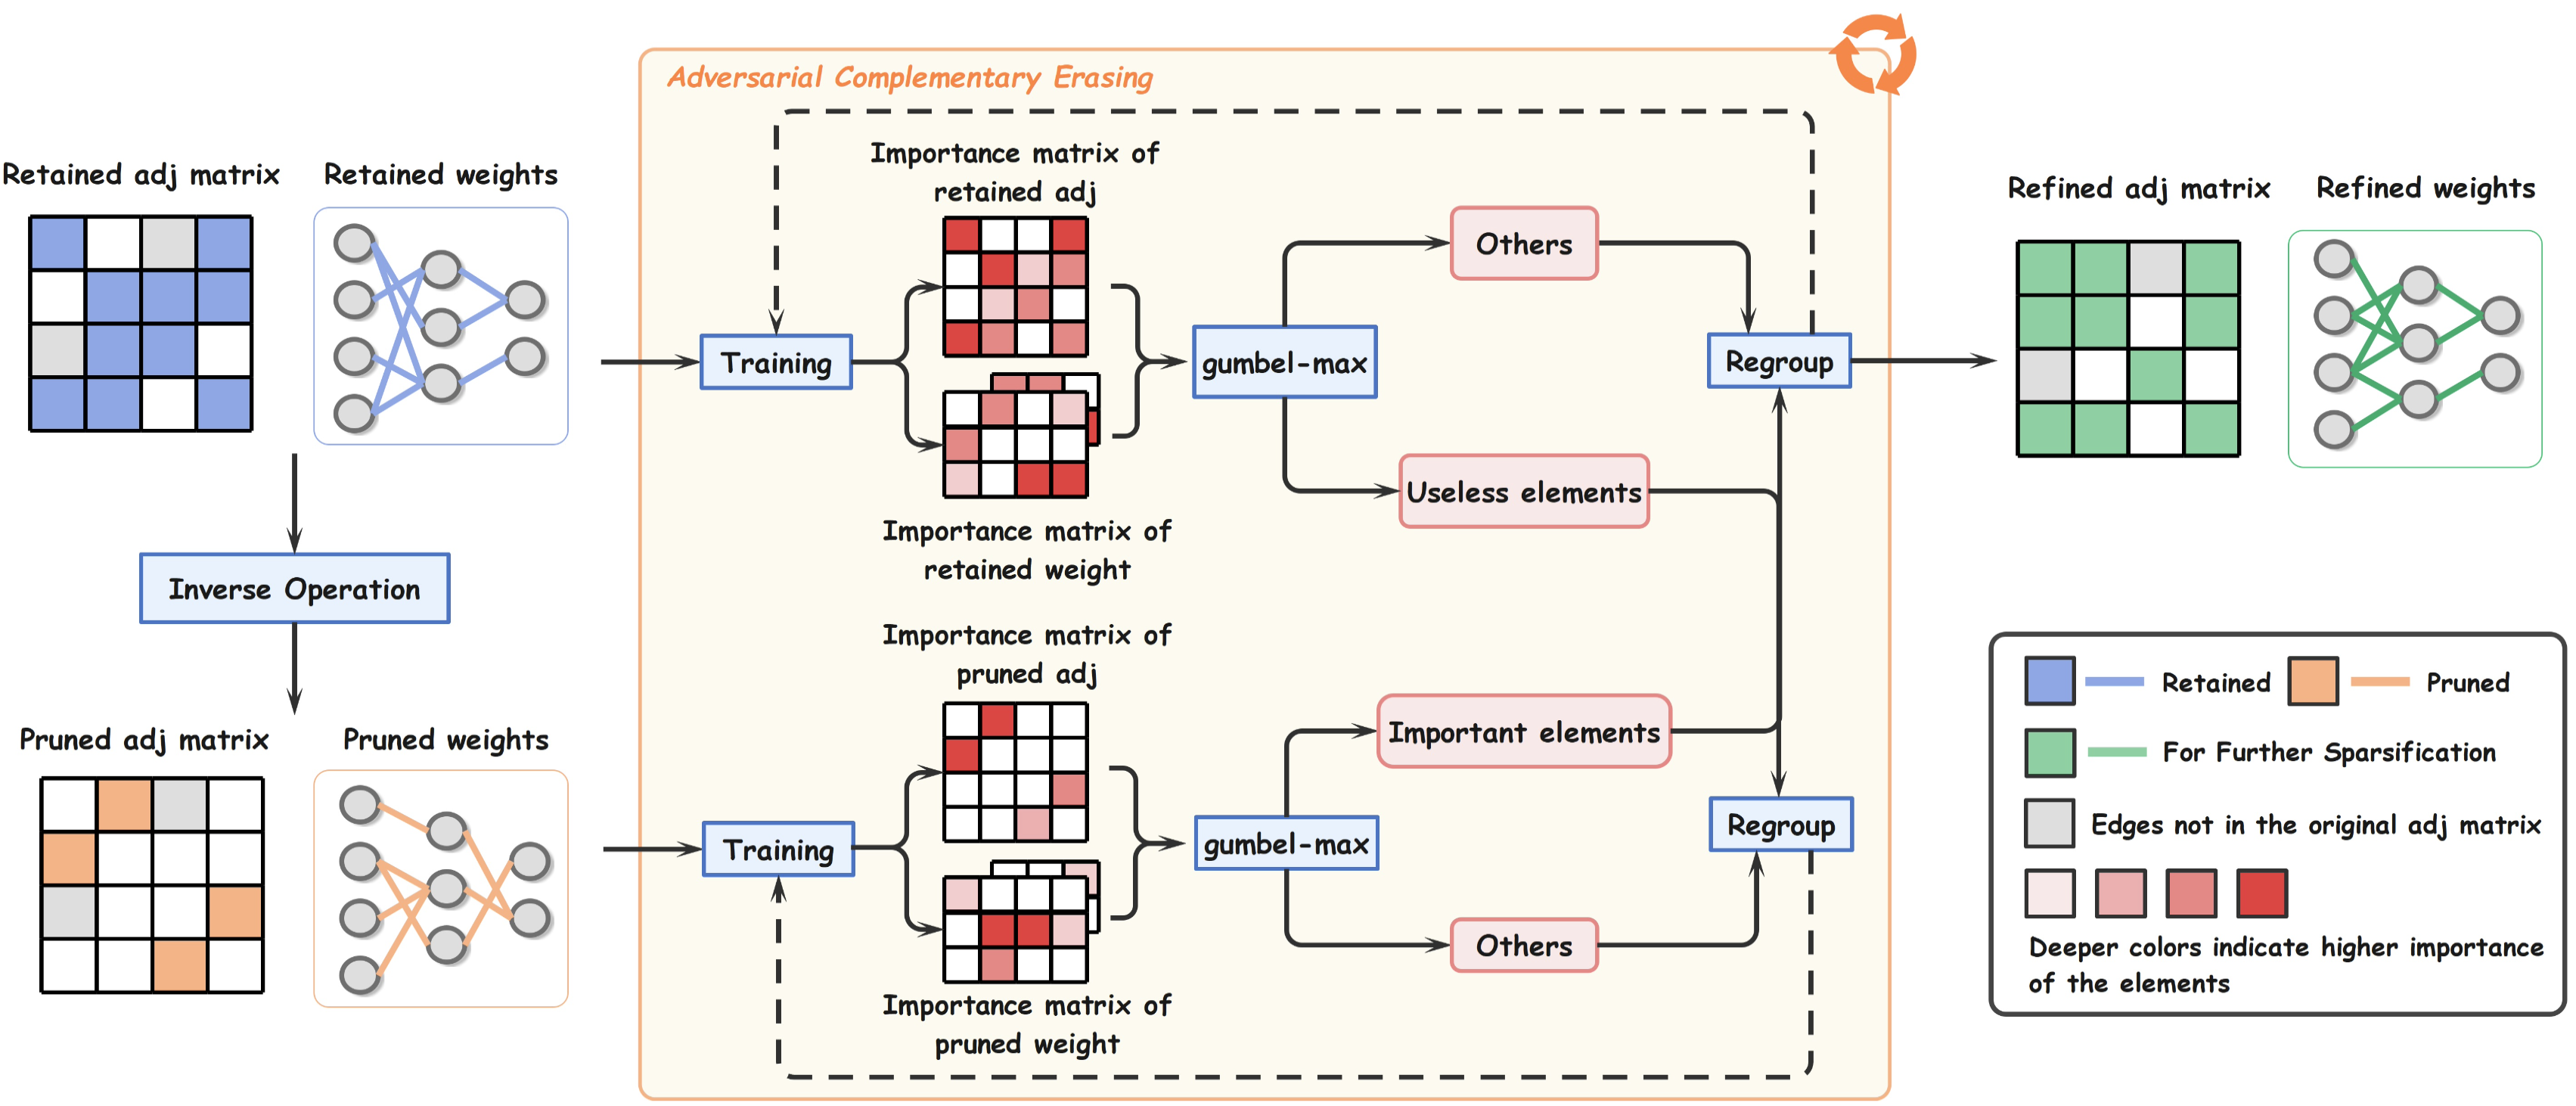 Adversarial Complementary Erasing
Retained adj matrix
Retained weights
Inverse Operation
Pruned adj matrix
Pruned weights
Training
Importance matrix of
retained adj
Importance matrix of
retained weight
gumbel-max
Others
Useless elements
Regroup
Training
Importance matrix of
pruned adj
Importance matrix of
pruned weight
gumbel-max
Important elements
Others
Regroup
Refined adj matrix
Refined weights
Retained
Pruned
For Further Sparsification
Edges not in the original adj matrix
Deeper colors indicate higher importance
of the elements